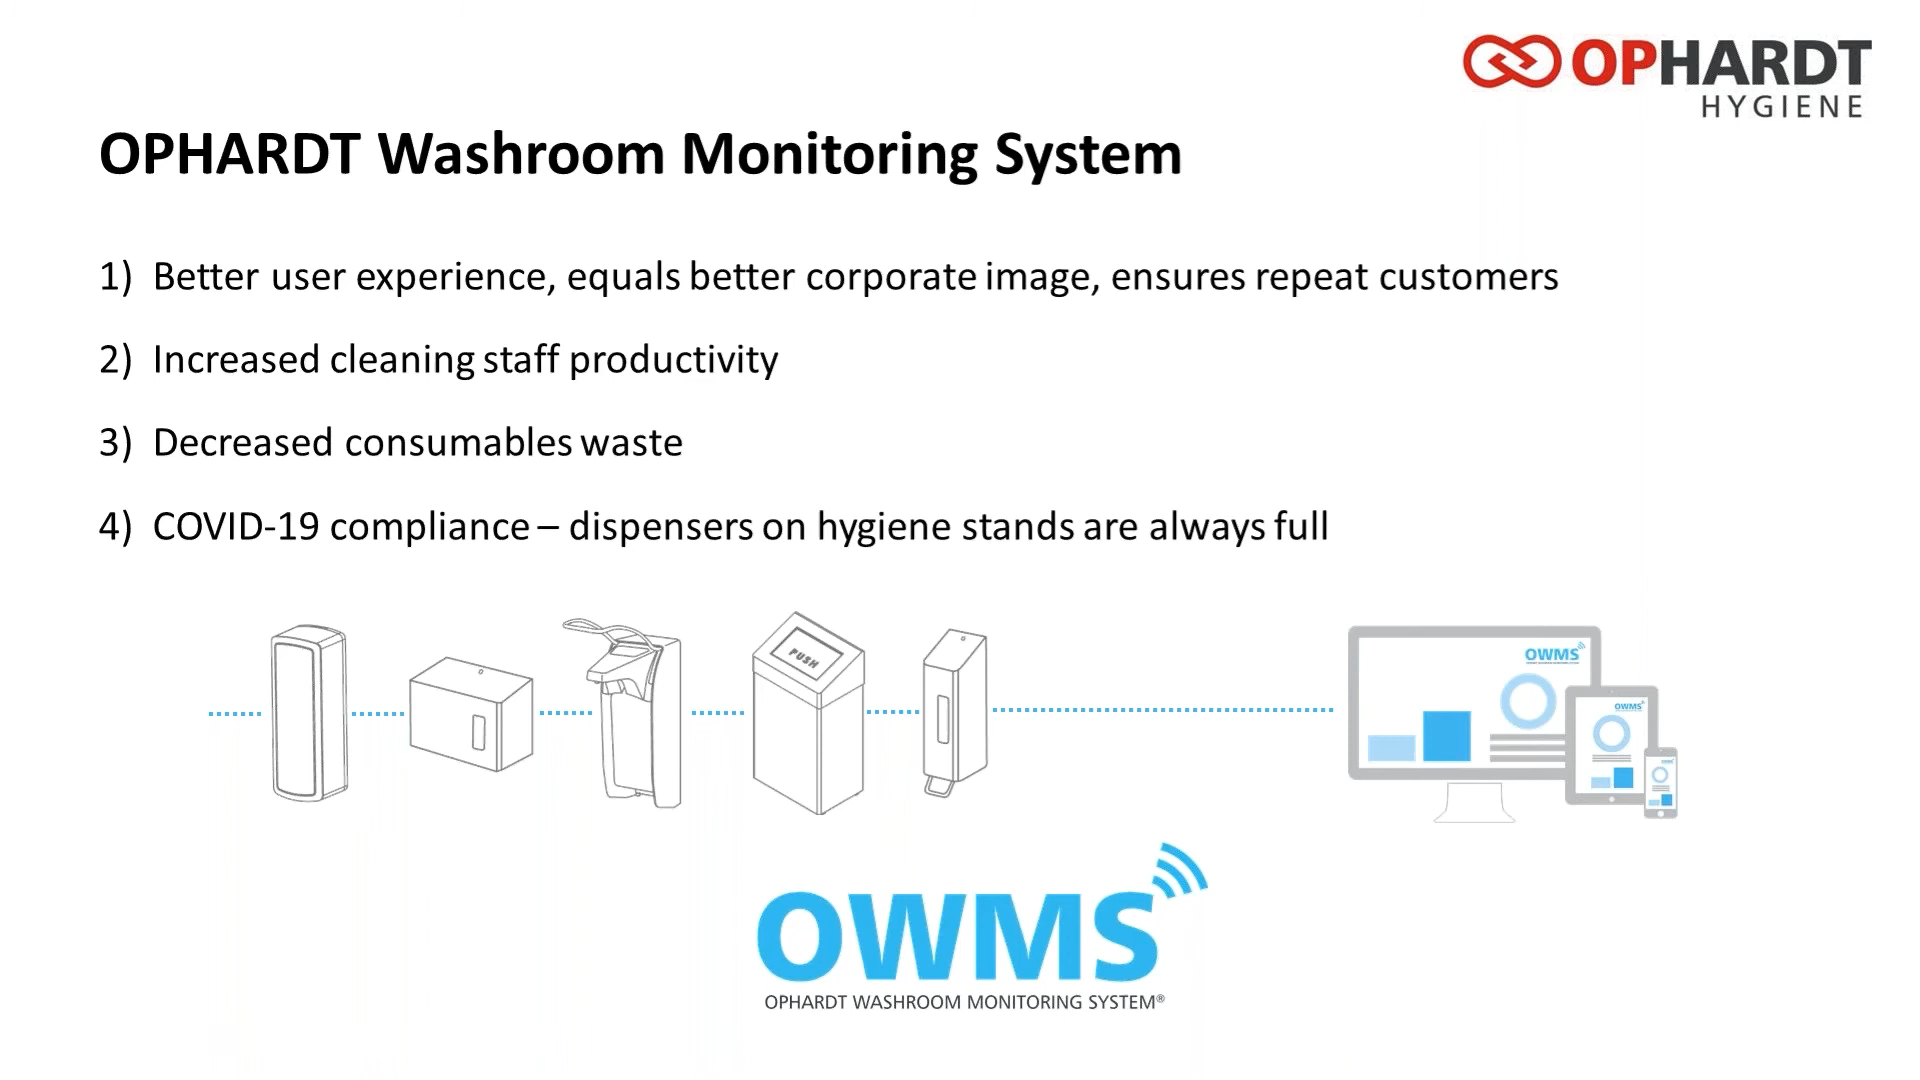 OPHARDT
HYGIENE
OPHARDT Washroom Monitoring System
1) Better user experience, equals better corporate image, ensures repeat customers
2) Increased cleaning staff productivity
3) Decreased consumables waste
4) COVID-19 compliance – dispensers on hygiene stands are always full
PUSH
OWMS
OWMS
OWMS
OPHARDT WASHROOM MONITORING SYSTEM®